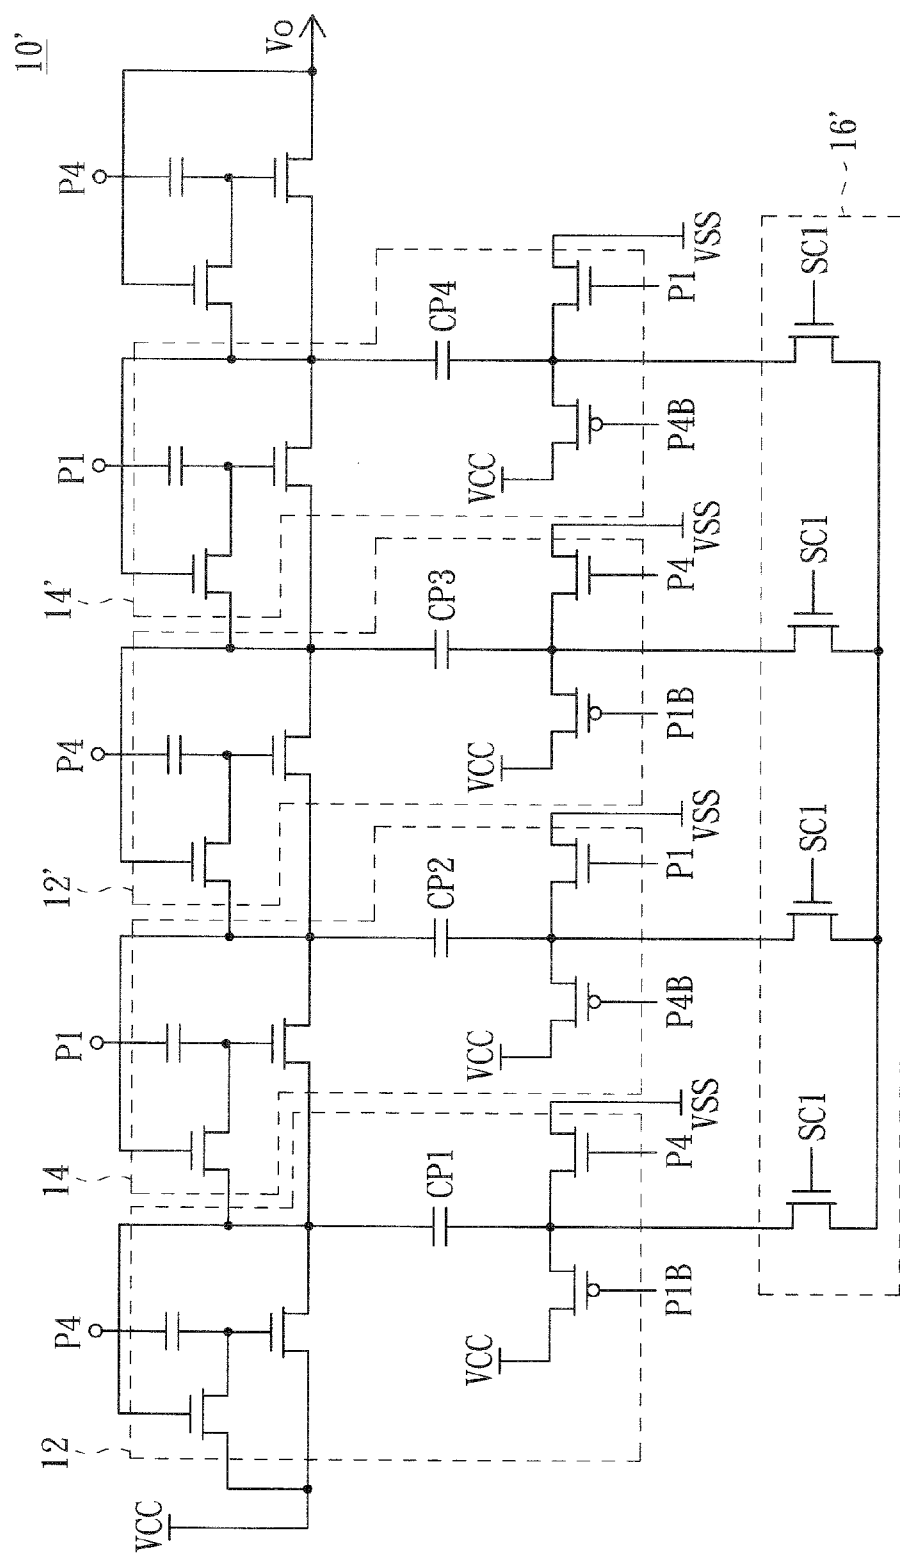 10'
12
14
12'
14'
P4
P1
P4
P1
P4
VCC
Vo
CP1
CP2
CP3
CP4
VCC
VCC
VCC
VCC
P1B
P4
P4B
P1
P1B
P4
P4B
P1
VSS
VSS
VSS
VSS
SC1
SC1
SC1
SC1
16'